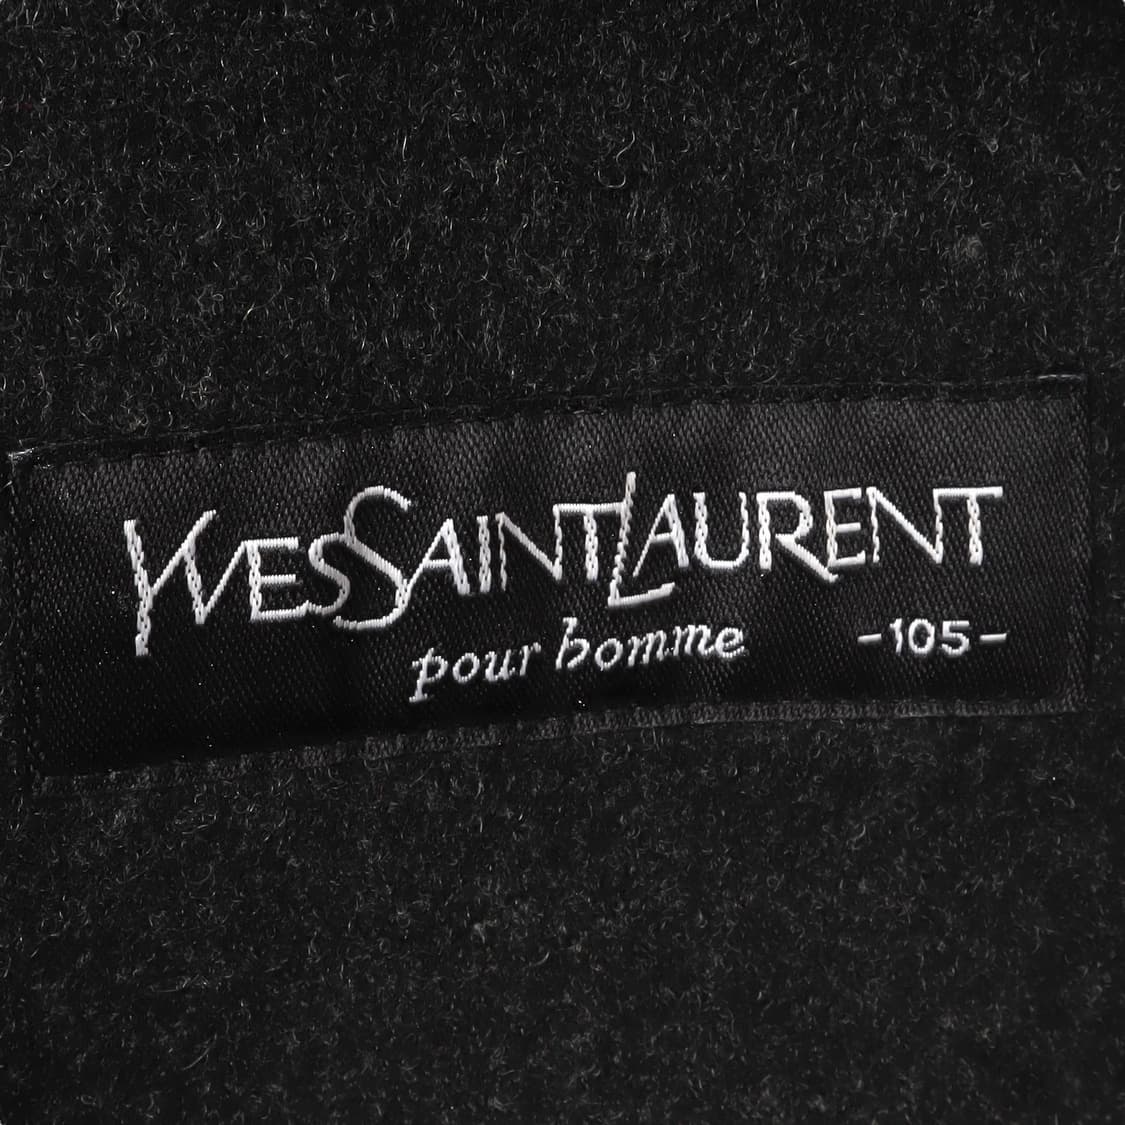 YVESSAINTLAURENT
pour homme -105-